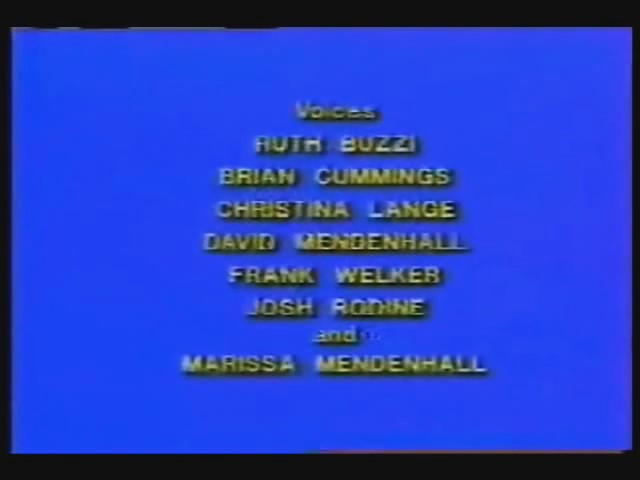 Voices
RUTH BUZZI
BRIAN CUMMINGS
CHRISTINA LANGE
DAVID MENDENHALL
FRANK WELKER
JOSH RODINE
and
MARISSA MENDENHALL